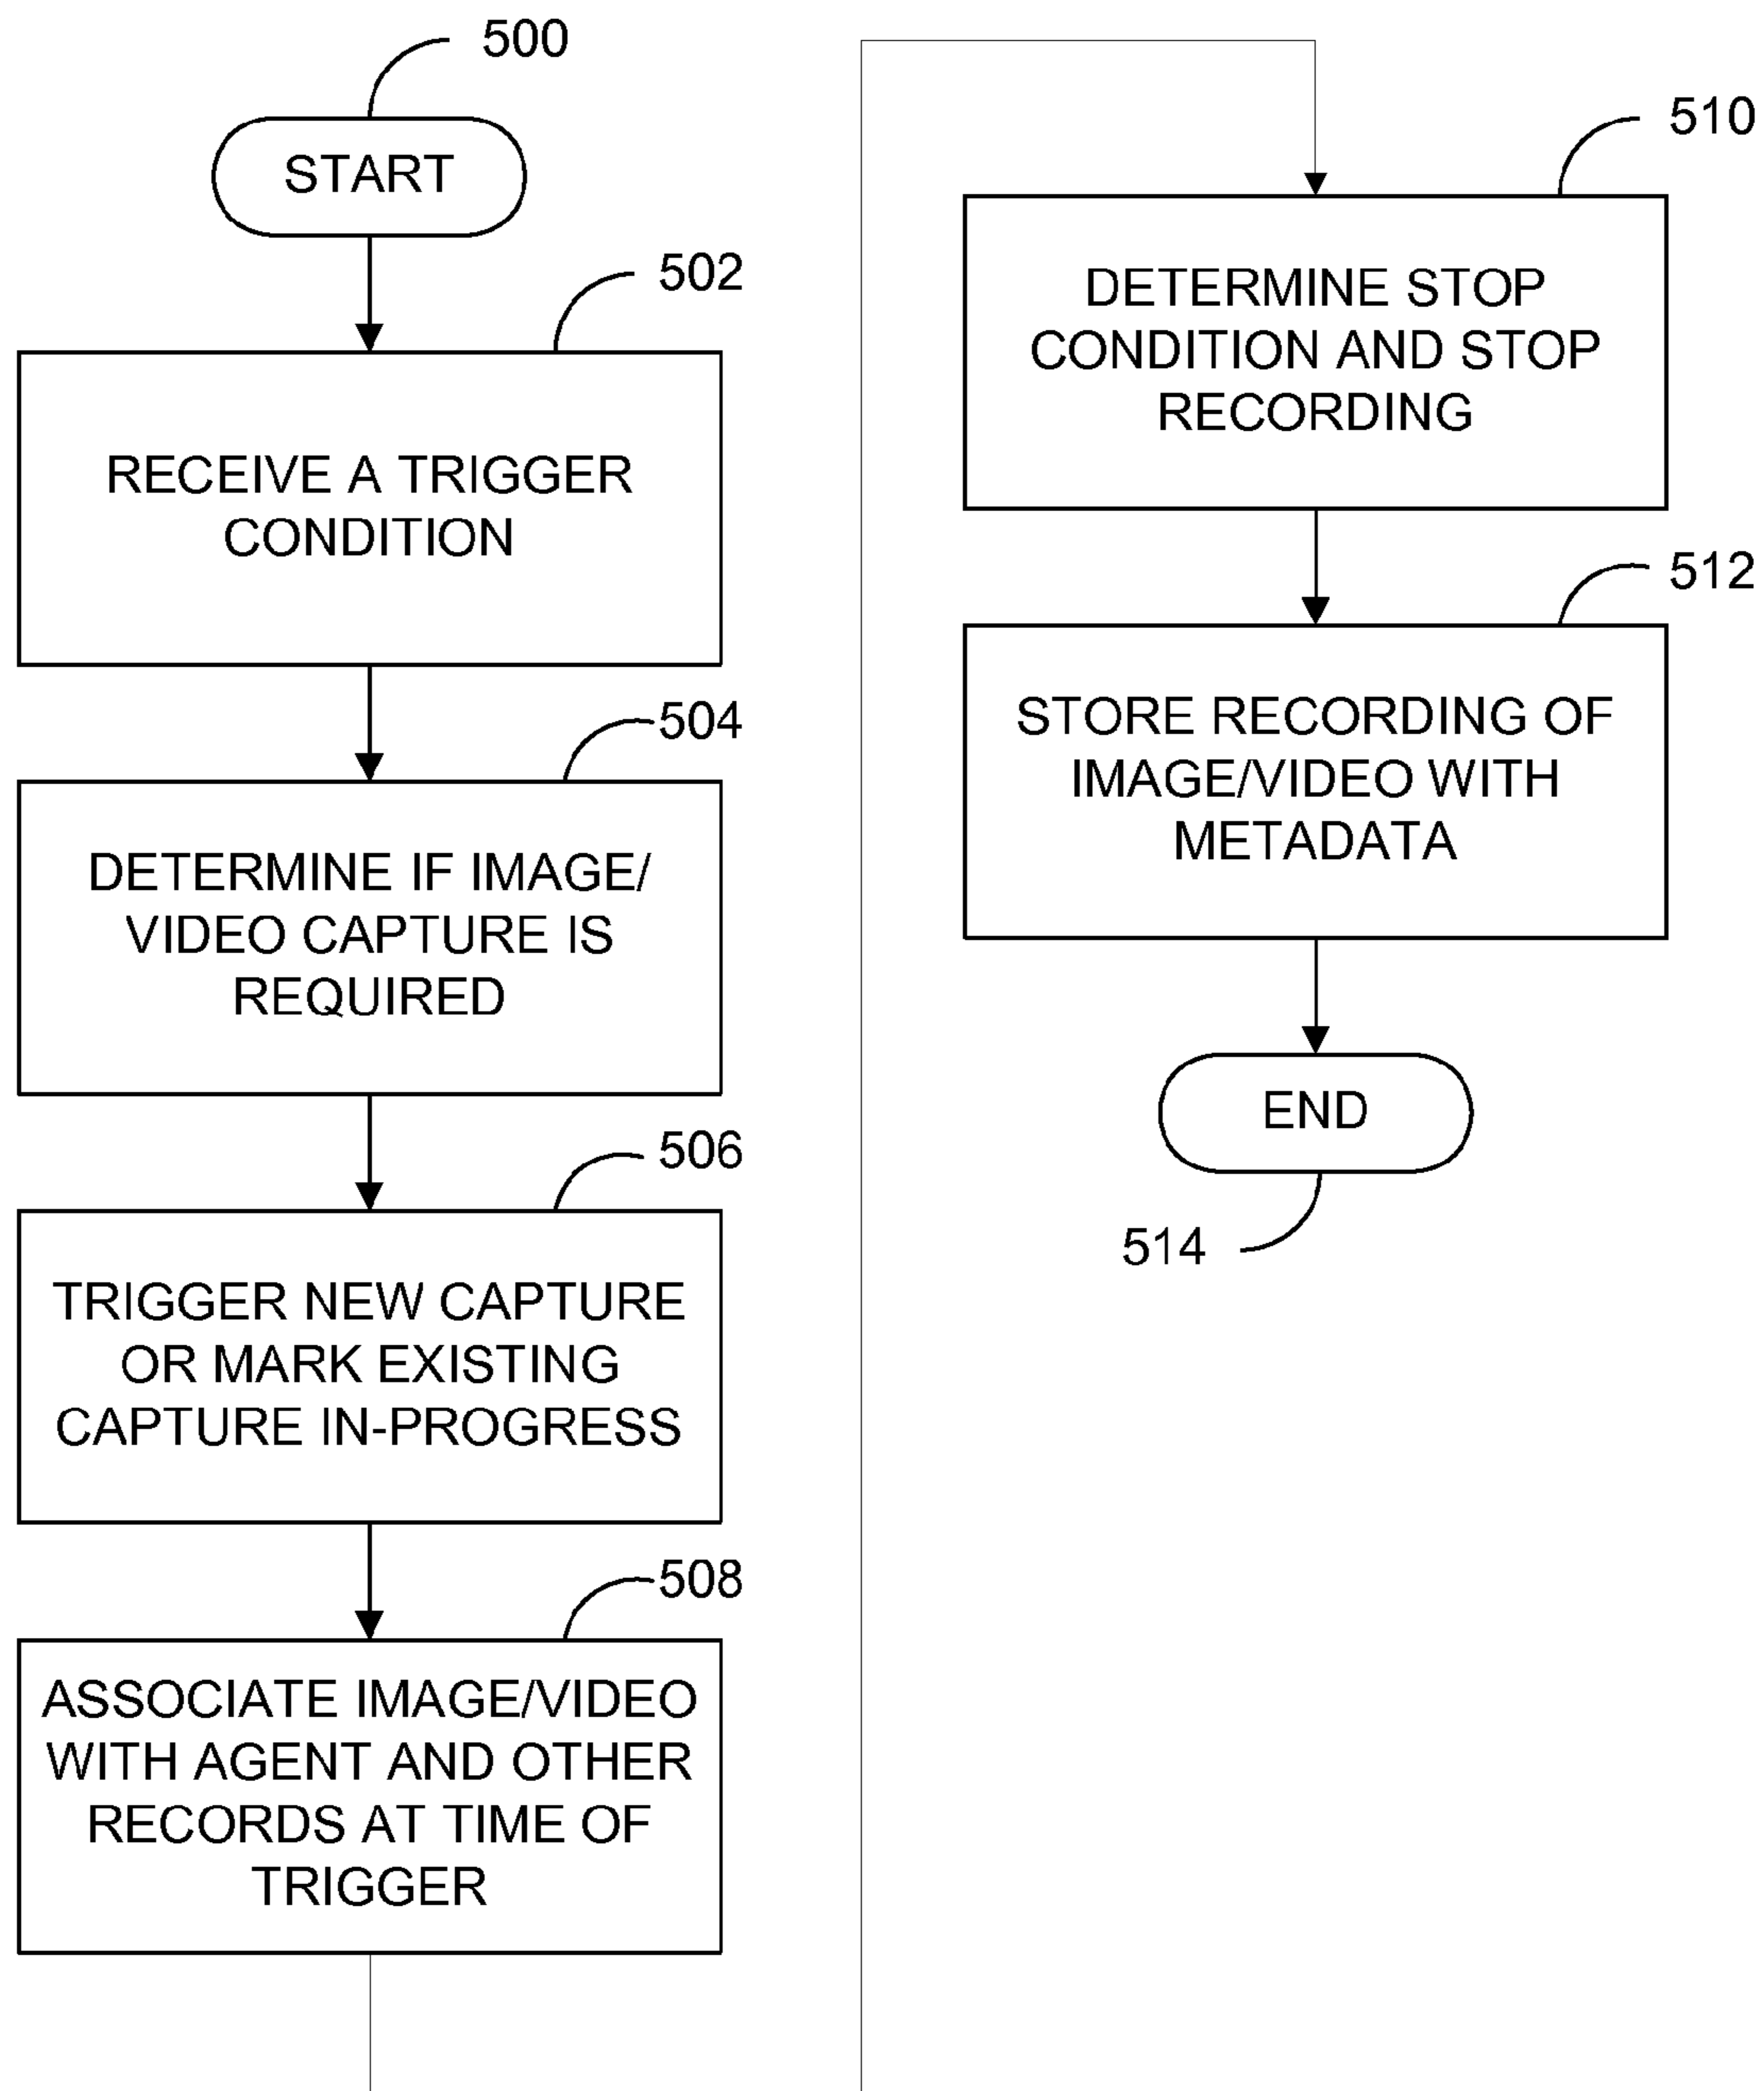 500
START
502
RECEIVE A TRIGGER
CONDITION
504
DETERMINE IF IMAGE/
VIDEO CAPTURE IS
REQUIRED
506
TRIGGER NEW CAPTURE
OR MARK EXISTING
CAPTURE IN-PROGRESS
508
ASSOCIATE IMAGE/VIDEO
WITH AGENT AND OTHER
RECORDS AT TIME OF
TRIGGER
510
DETERMINE STOP
CONDITION AND STOP
RECORDING
512
STORE RECORDING OF
IMAGE/VIDEO WITH
METADATA
END
514